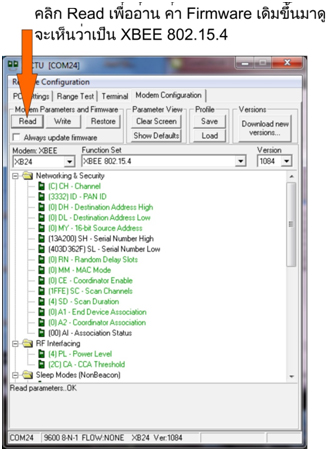 คลิก Read เพื่ออ่าน ค่า Firmware เดิมขึ้นมาดู
จะเห็นว่าเป็น XBEE 802.15.4
CTU [COM24]
Configuration
Range Test Terminal Modem Configuration
Modem Parameters and Firmware Parameter View Profile Versions
Read Write Restore Clear Screen Save Download new versions...
Always update firmware Show Defaults Load
Modem: XBEE Function Set Version
XB24 XBEE 802.15.4 1084
Networking & Security
(C) CH - Channel
(3332) ID - PAN ID
(0) DH - Destination Address High
(0) DL - Destination Address Low
(0) MY - 16-bit Source Address
(13A200) SH - Serial Number High
(403D362F) SL - Serial Number Low
(0) RN - Random Delay Slots
(0) MM - MAC Mode
(0) CE - Coordinator Enable
(1FFE) SC - Scan Channels
(4) SD - Scan Duration
(0) A1 - End Device Association
(0) A2 - Coordinator Association
(00) AI - Association Status
RF Interfacing
(4) PL - Power Level
(2C) CA - CCA Threshold
Sleep Modes (NonBeacon)
Read parameters..OK
COM24 9600 8-N-1 FLOW:NONE XB24 Ver:1084